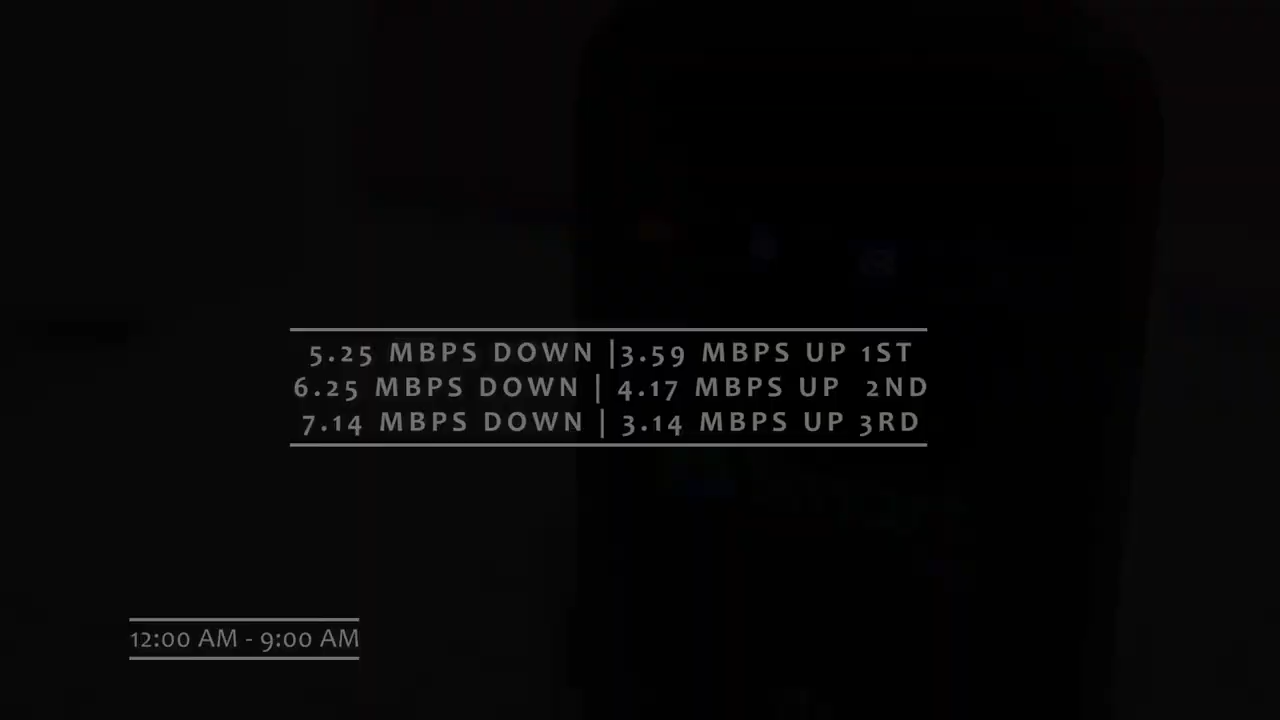 5.25 MBPS DOWN |3.59 MBPS UP 1ST
6.25 MBPS DOWN | 4.17 MBPS UP 2ND
7.14 MBPS DOWN | 3.14 MBPS UP 3RD
12:00 AM - 9:00 AM